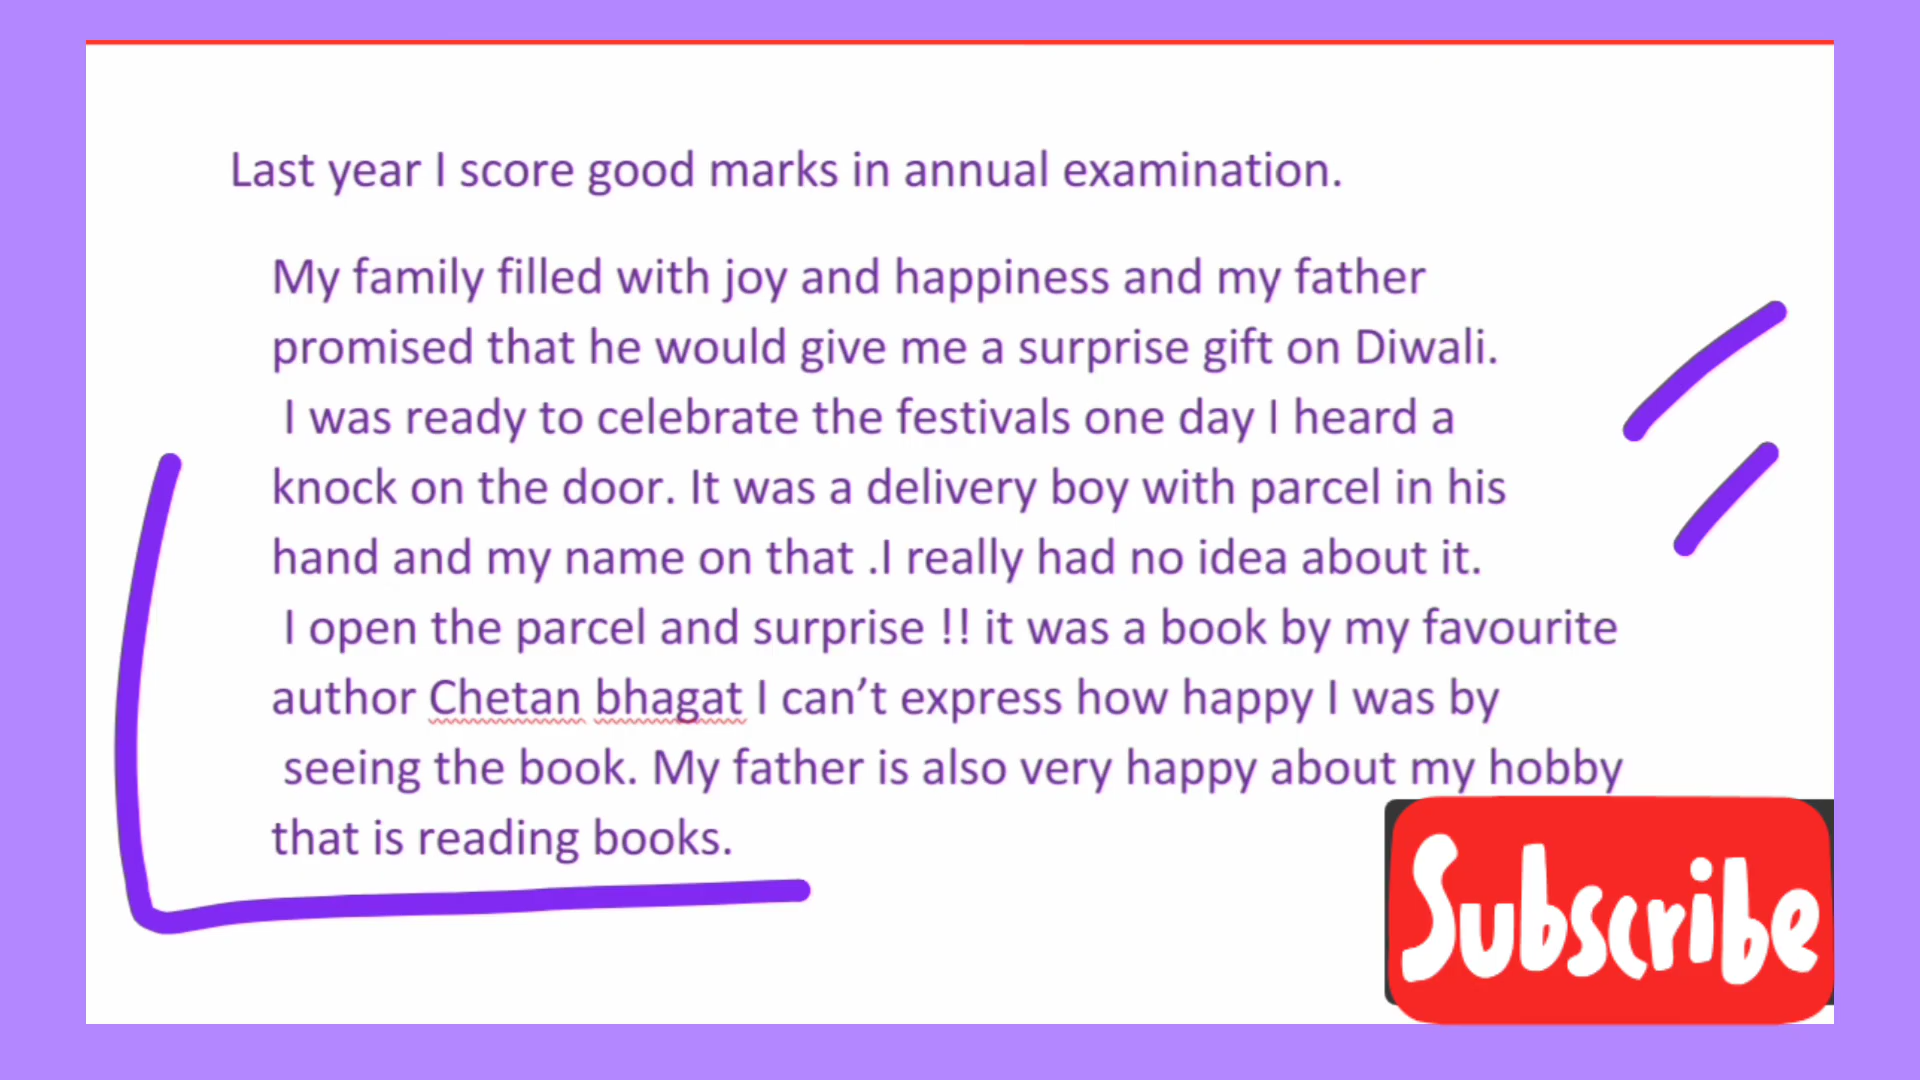 Last year I score good marks in annual examination.
My family filled with joy and happiness and my father
promised that he would give me a surprise gift on Diwali.
I was ready to celebrate the festivals one day I heard a
knock on the door. It was a delivery boy with parcel in his
hand and my name on that .I really had no idea about it.
I open the parcel and surprise !! it was a book by my favourite
author Chetan bhagat I can’t express how happy I was by
seeing the book. My father is also very happy about my hobby
that is reading books.
Subscribe